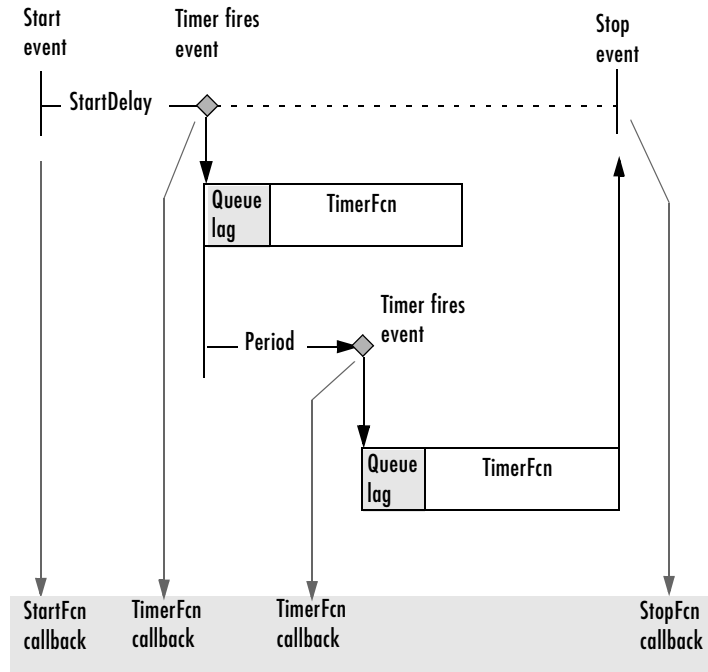 Start
event
Timer fires
event
Stop
event
StartDelay
Queue
lag
TimerFcn
Timer fires
event
Period
Queue
lag
TimerFcn
StartFcn
callback
TimerFcn
callback
TimerFcn
callback
StopFcn
callback